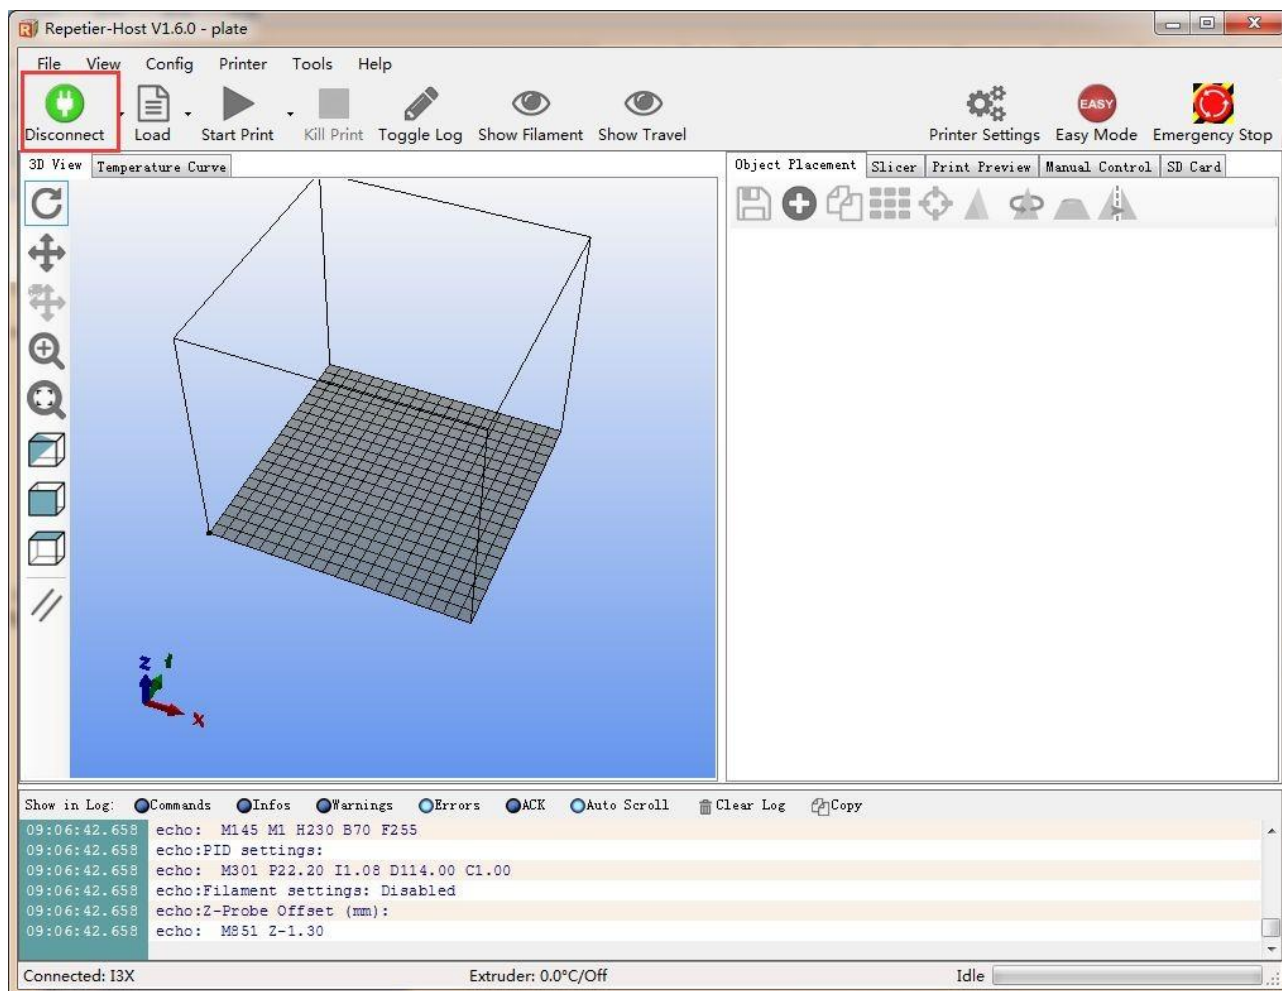 Repetier-Host V1.6.0 - plate
File View Config Printer Tools Help
EASY
Disconnect Load Start Print Kill Print Toggle Log Show Filament Show Travel Printer Settings Easy Mode Emergency Stop
3D View Temperature Curve Object Placement Slicer Print Preview Manual Control SD Card
Z
X
Show in Log: Commands Infos Warnings Errors ACK Auto Scroll Clear Log Copy
09:06:42.658 echo: M145 M1 H230 B70 F255
09:06:42.658 echo:PID settings:
09:06:42.658 echo: M301 P22.20 I1.08 D114.00 C1.00
09:06:42.658 echo:Filament settings: Disabled
09:06:42.658 echo:Z-Probe Offset (mm):
09:06:42.658 echo: M851 Z-1.30
Connected: I3X Extruder: 0.0°C/Off Idle